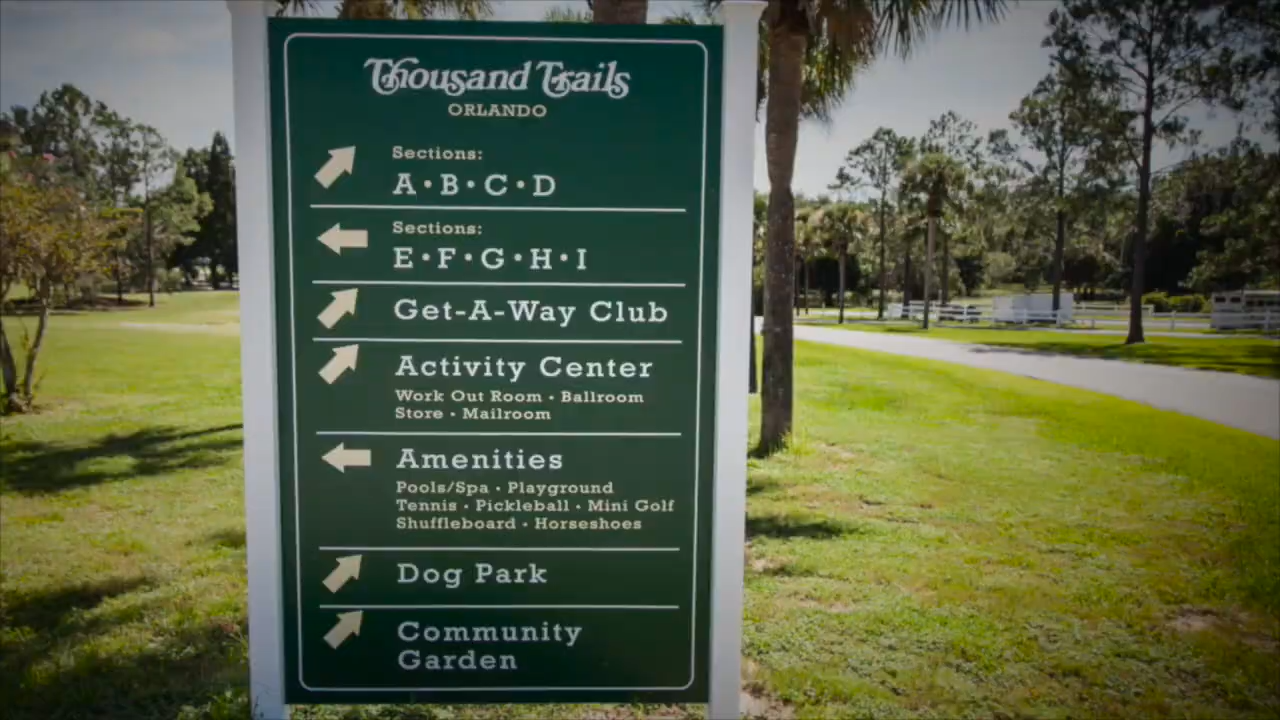 Thousand Trails
ORLANDO
Sections:
A • B • C • D
Sections:
E • F • G • H • I
Get-A-Way Club
Activity Center
Work Out Room • Ballroom
Store • Mailroom
Amenities
Pools/Spa • Playground
Tennis • Pickleball • Mini Golf
Shuffleboard • Horseshoes
Dog Park
Community
Garden